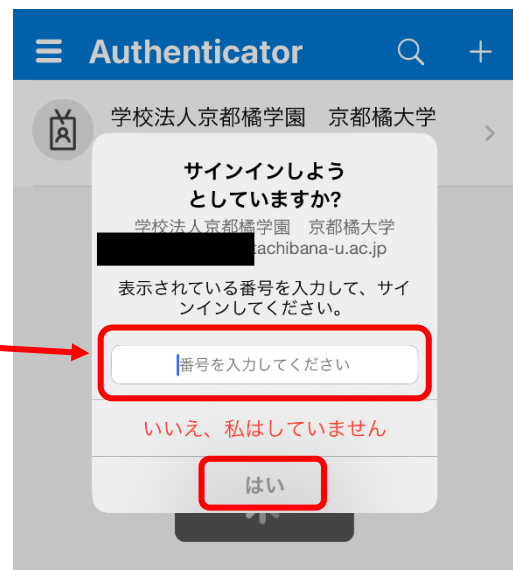 Authenticator
学校法人京都橘学園　京都橘大学
サインインしよう
としていますか?
学校法人京都橘学園　京都橘大学
tachibana-u.ac.jp
表示されている番号を入力して、サイ
ンインしてください。
番号を入力してください
いいえ、私はしていません
はい